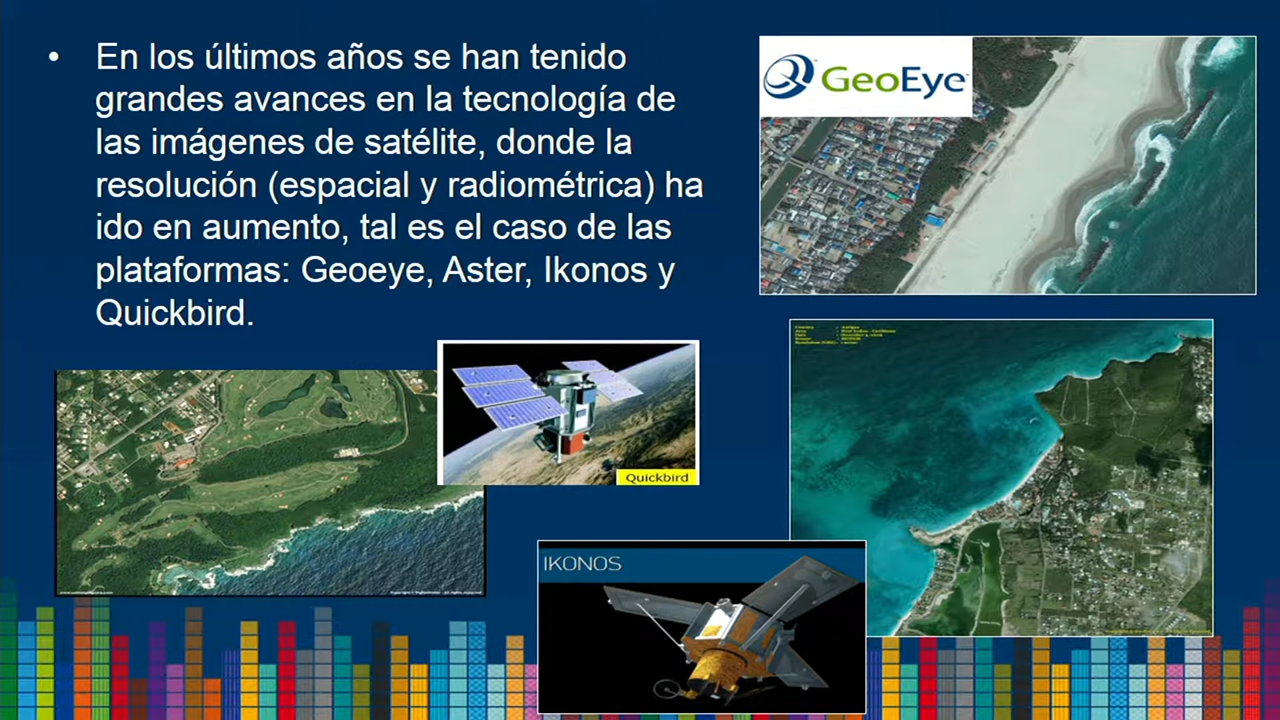 • En los últimos años se han tenido
grandes avances en la tecnología de
las imágenes de satélite, donde la
resolución (espacial y radiométrica) ha
ido en aumento, tal es el caso de las
plataformas: Geoeye, Aster, Ikonos y
Quickbird.
GeoEye
Quickbird
IKONOS